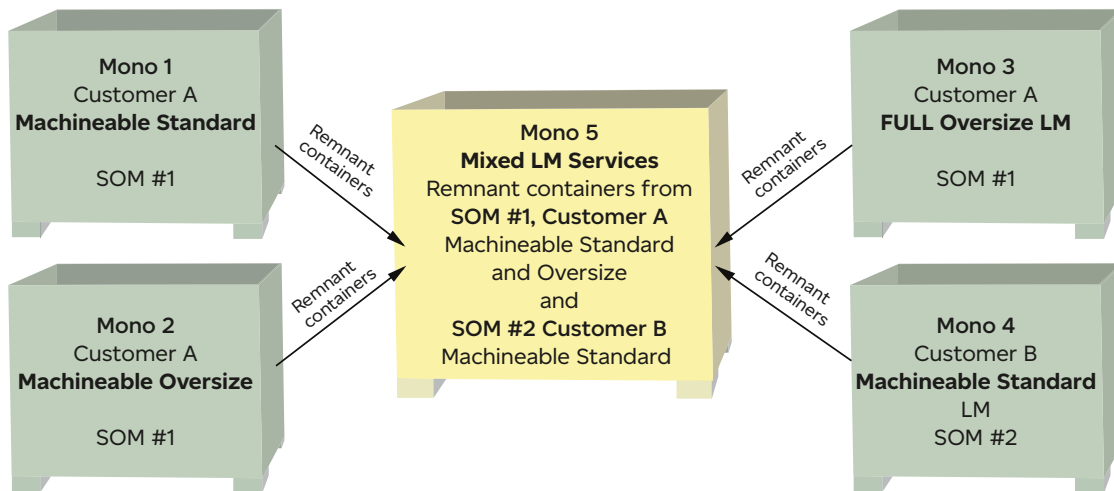 Mono 1
Customer A
Machineable Standard
SOM #1
Remnant
containers
Mono 2
Customer A
Machineable Oversize
SOM #1
Remnant
containers
Mono 5
Mixed LM Services
Remnant containers from
SOM #1, Customer A
Machineable Standard
and Oversize
and
SOM #2 Customer B
Machineable Standard
Remnant
containers
Mono 3
Customer A
FULL Oversize LM
SOM #1
Remnant
containers
Mono 4
Customer B
Machineable Standard
LM
SOM #2